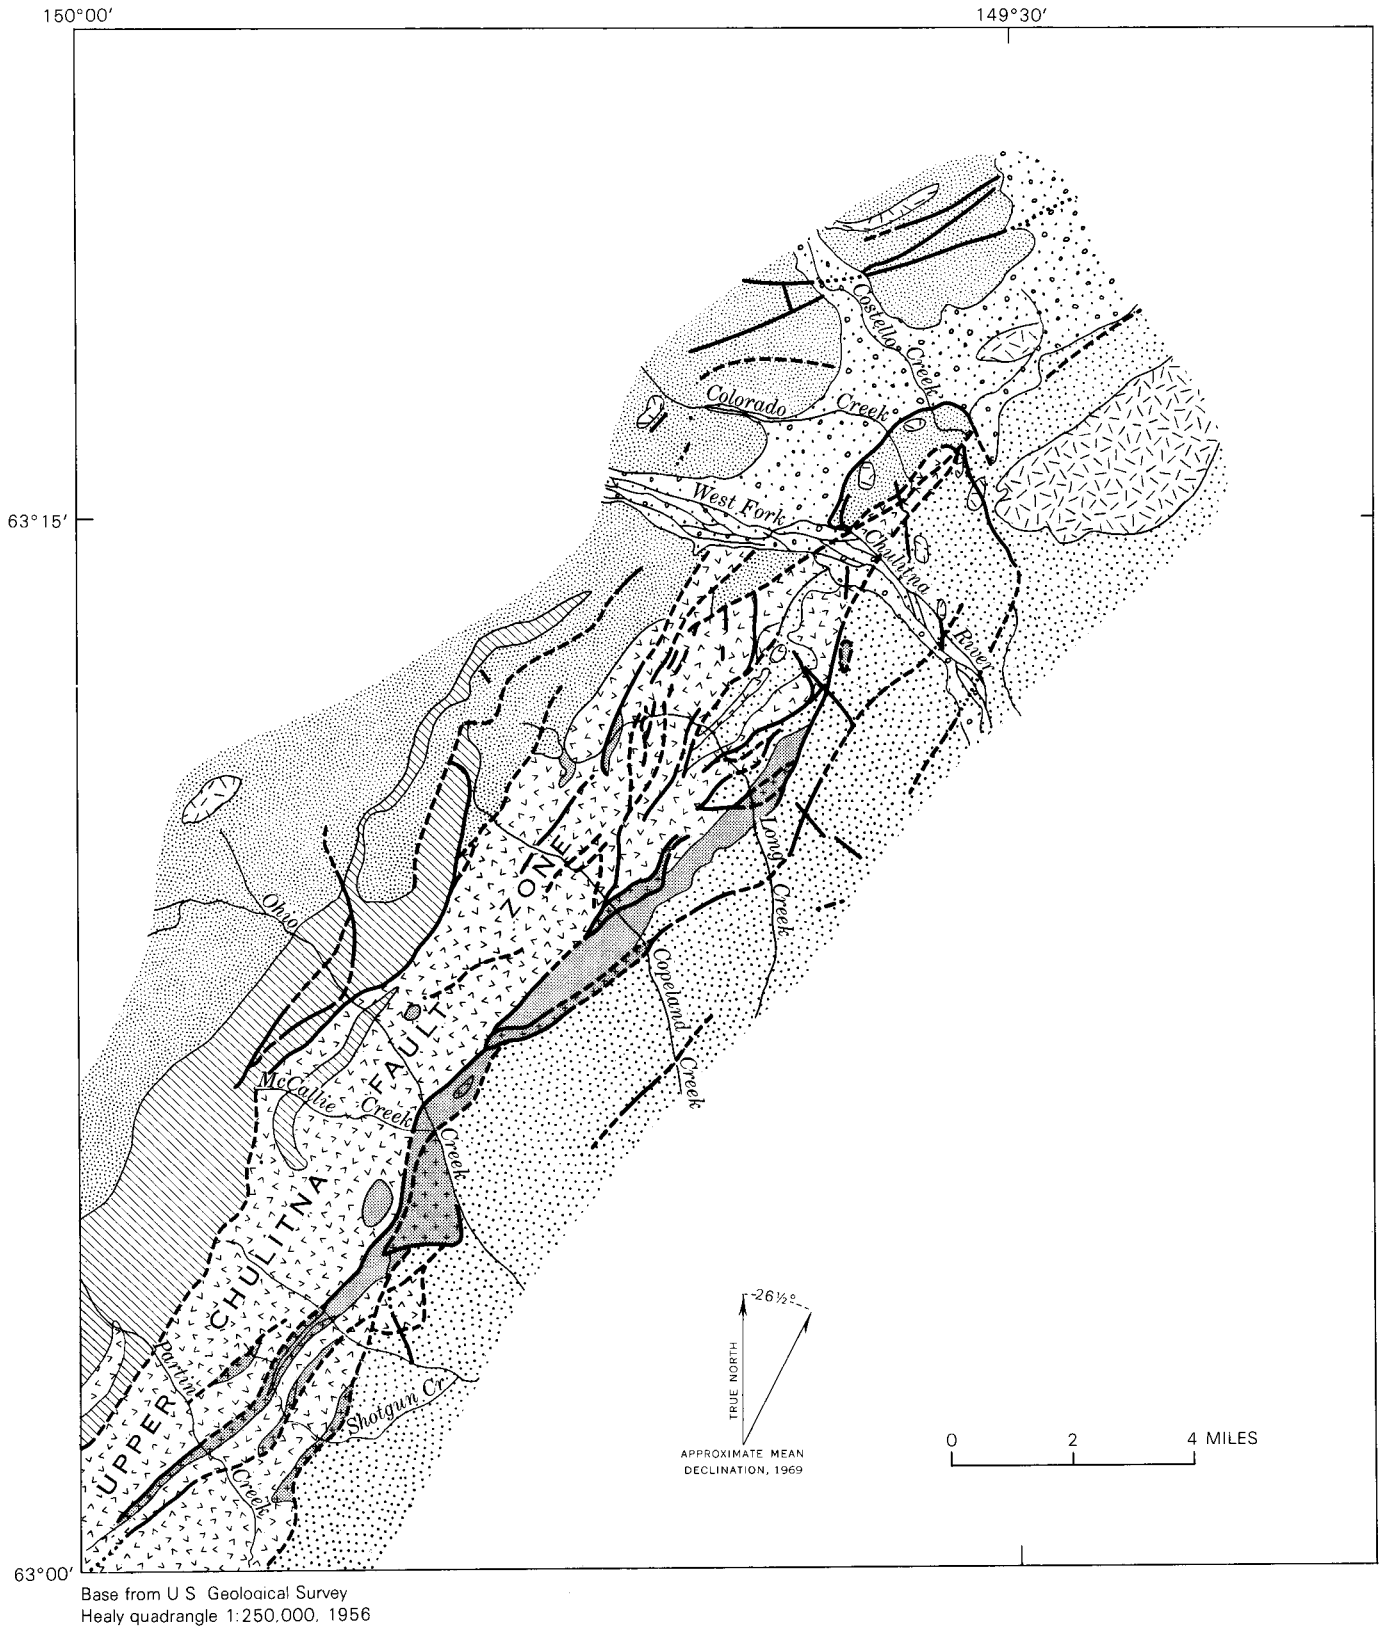 150°00′
149°30′
Costello
Creek
Colorado
Creek
West Fork
63°15′
Chulitna
River
Long
Creek
ZONE
Ohio
Copeland
Creek
FAULT
McCallie
Creek
Creek
CHULITNA
-26½°
TRUE NORTH
Partin
UPPER
Shotgun Cr
APPROXIMATE MEAN
DECLINATION, 1969
0 2 4 MILES
Creek
63°00′
Base from U S Geological Survey
Healy quadrangle 1:250,000, 1956